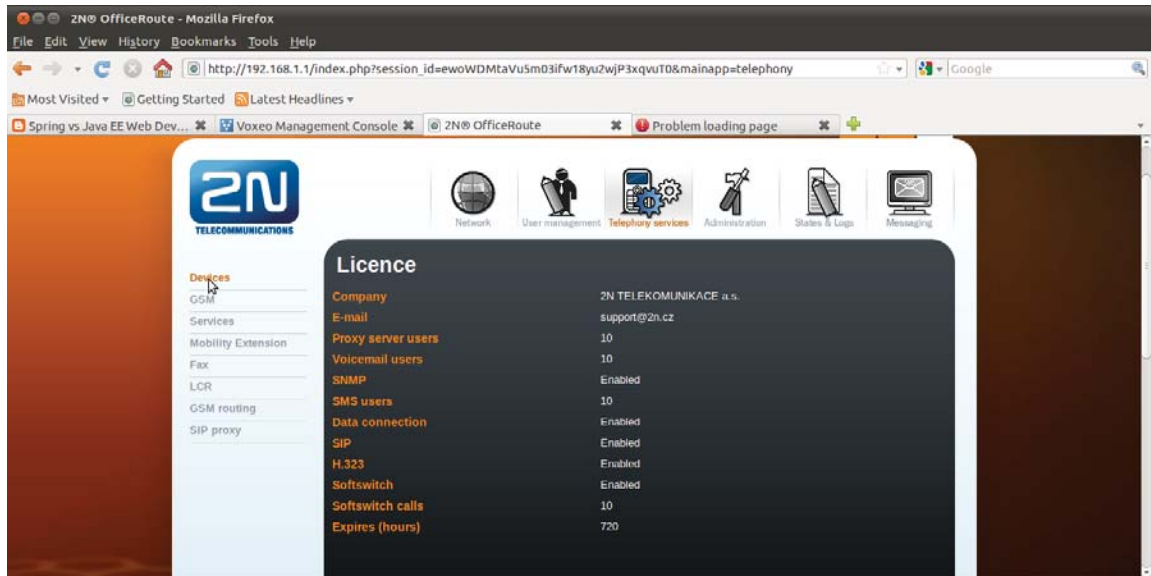 2N® OfficeRoute - Mozilla Firefox
File Edit View History Bookmarks Tools Help
http://192.168.1.1/index.php?session_id=ewoWDMtaVu5m03ifw18yu2wjP3xqvuT0&mainapp=telephony Google
Most Visited Getting Started Latest Headlines
Spring vs Java EE Web Dev... Voxeo Management Console 2N® OfficeRoute Problem loading page
2N
TELECOMMUNICATIONS
Network User management Telephony services Administration States & Logs Messaging
Devices
GSM
Services
Mobility Extension
Fax
LCR
GSM routing
SIP proxy
Licence
Company 2N TELEKOMUNIKACE a.s.
E-mail support@2n.cz
Proxy server users 10
Voicemail users 10
SNMP Enabled
SMS users 10
Data connection Enabled
SIP Enabled
H.323 Enabled
Softswitch Enabled
Softswitch calls 10
Expires (hours) 720